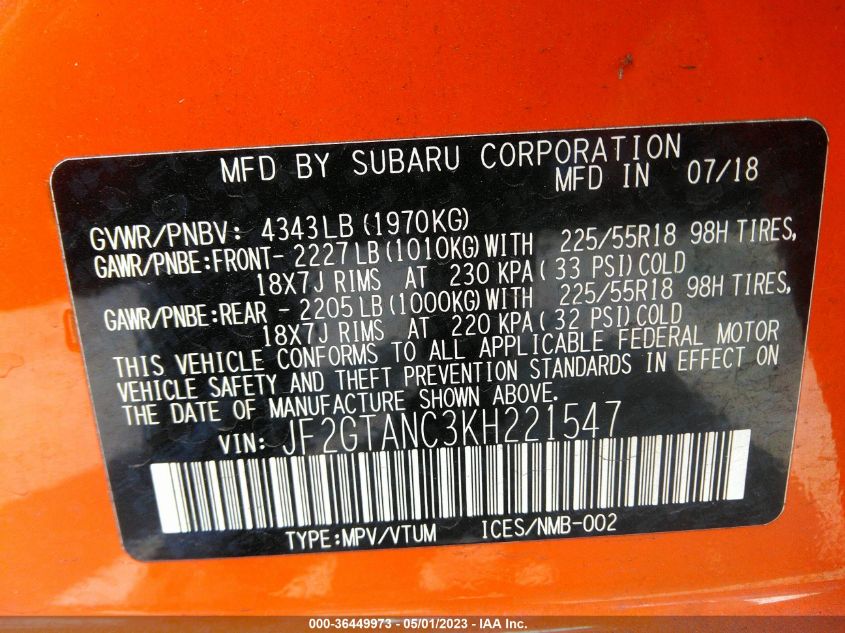 MFD BY SUBARU CORPORATION
MFD IN 07/18
GVWR/PNBV: 4343LB(1970KG)
GAWR/PNBE:FRONT- 2227LB(1010KG)WITH 225/55R18 98H TIRES,
18X7J RIMS AT 230 KPA( 33 PSI)COLD
GAWR/PNBE:REAR - 2205LB(1000KG)WITH 225/55R18 98H TIRES,
18X7J RIMS AT 220 KPA( 32 PSI)COLD
THIS VEHICLE CONFORMS TO ALL APPLICABLE FEDERAL MOTOR
VEHICLE SAFETY AND THEFT PREVENTION STANDARDS IN EFFECT ON
THE DATE OF MANUFACTURE SHOWN ABOVE.
VIN: JF2GTANC3KH221547
TYPE:MPV/VTUM ICES/NMB-002
000-36449973 - 05/01/2023 - IAA, Inc.